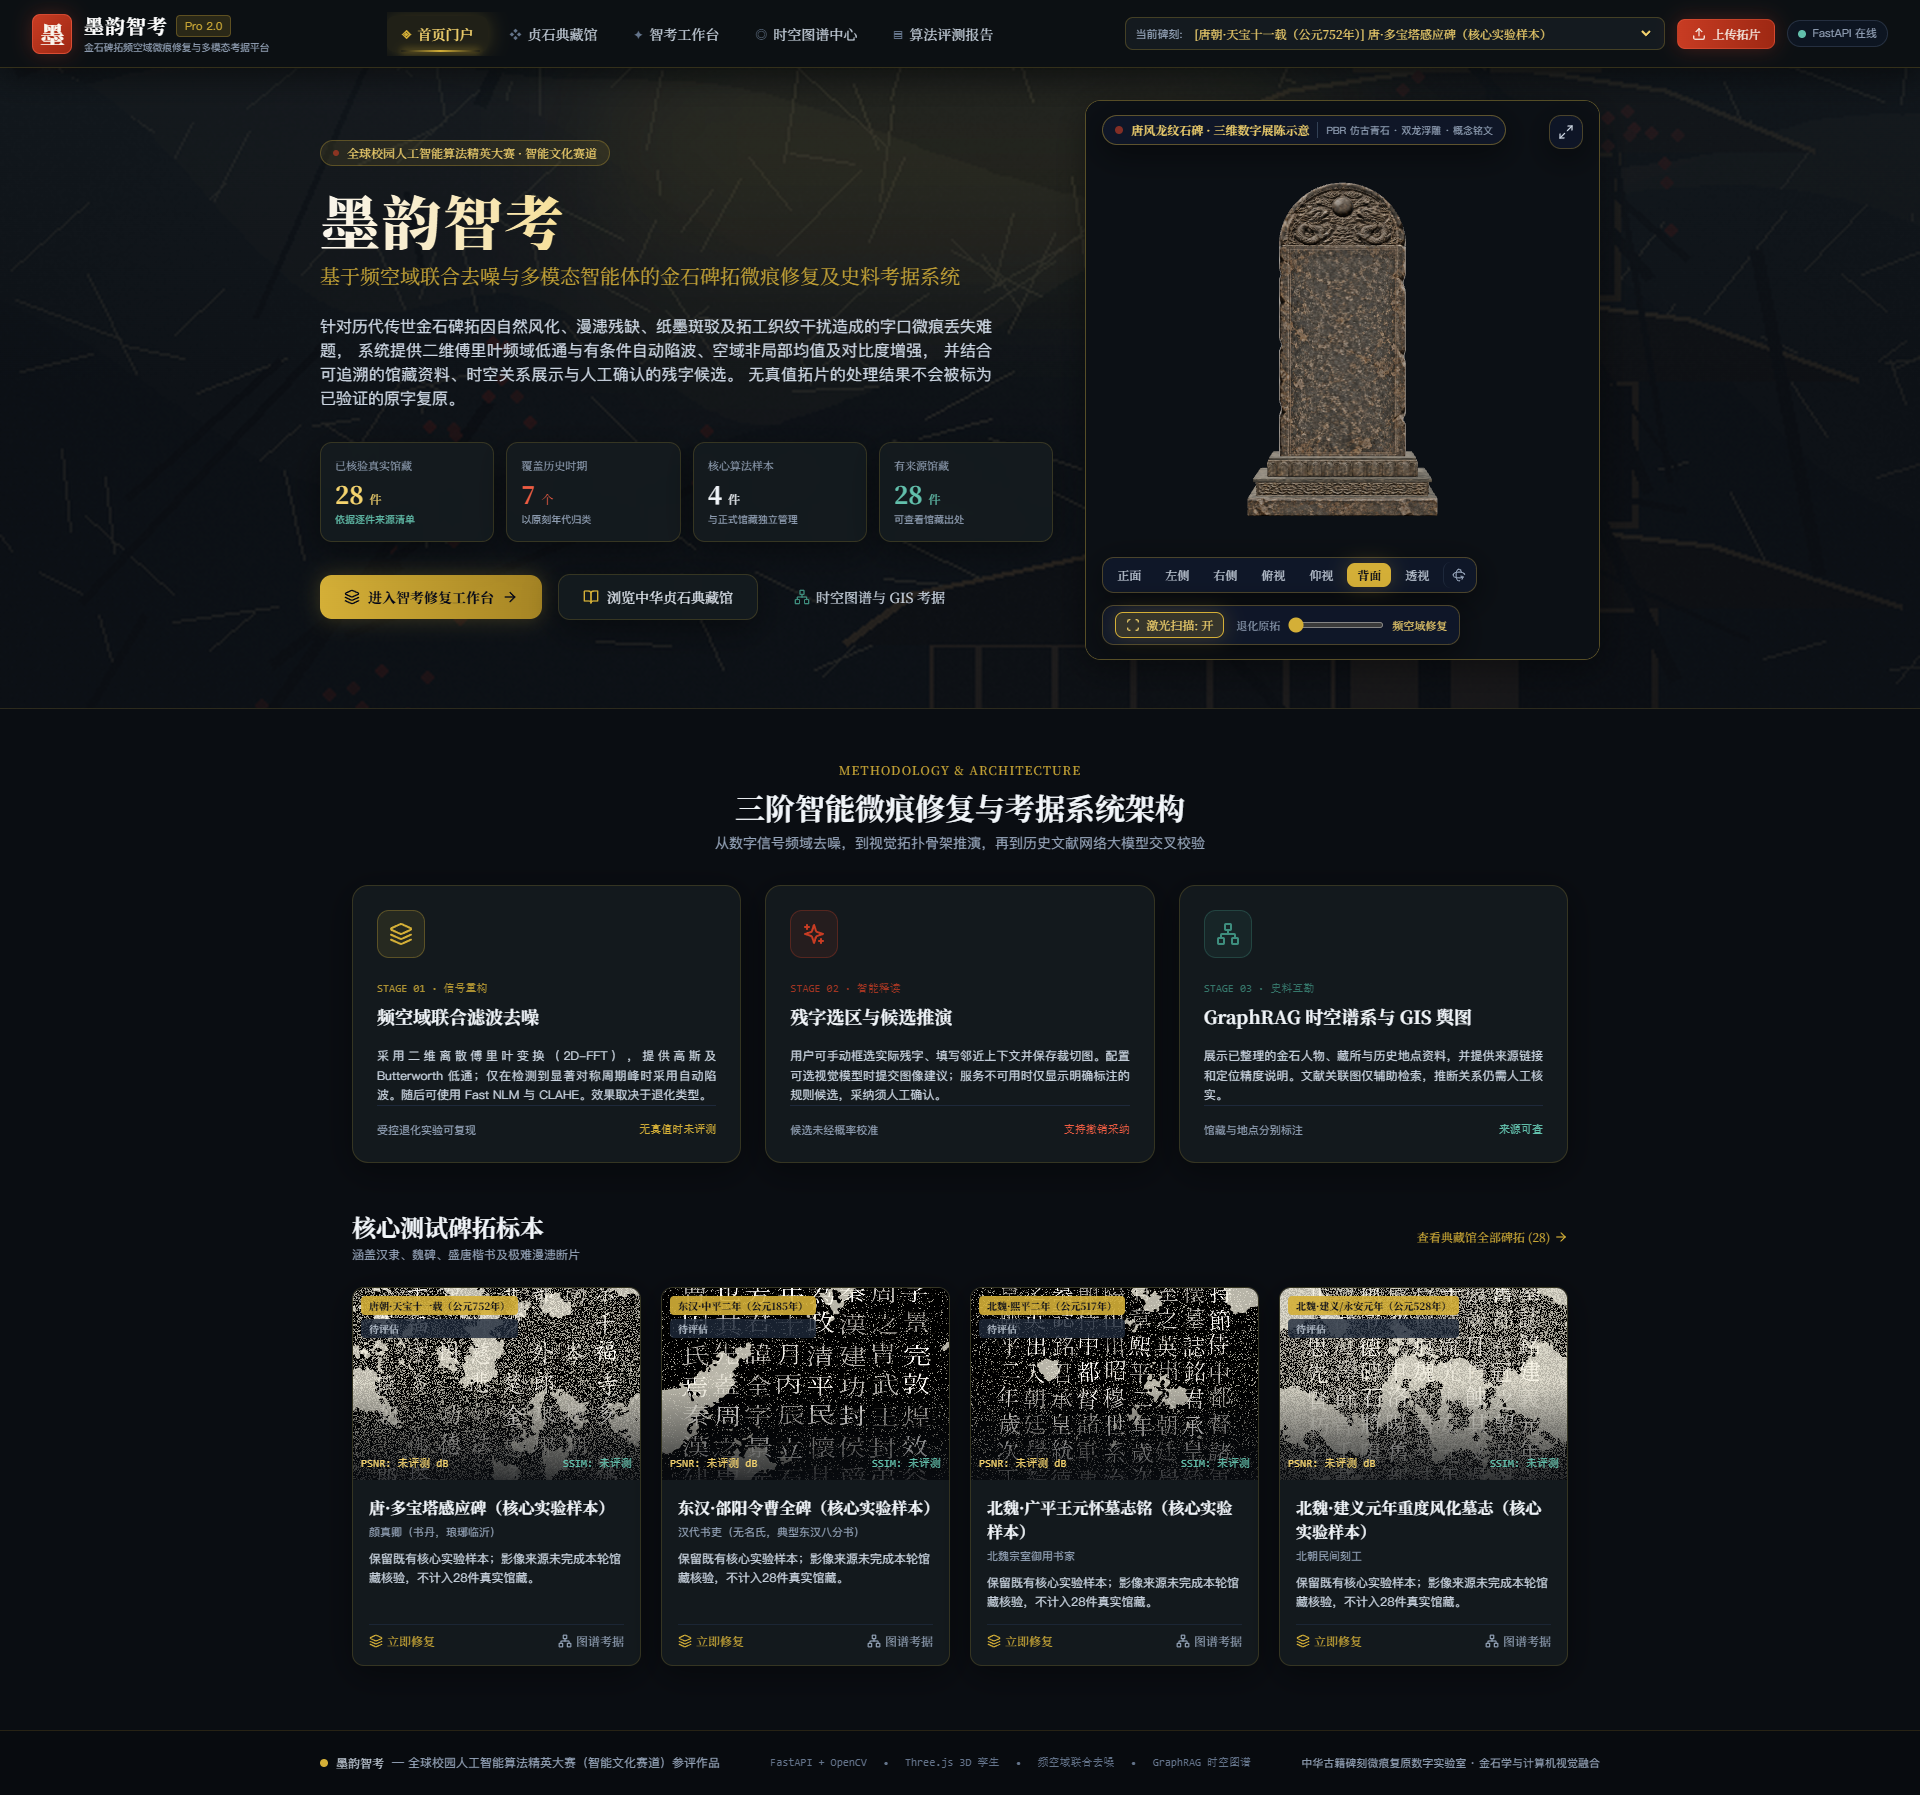 墨
墨韵智考 Pro 2.0
金石碑拓频空域微痕修复与多模态考据平台
首页门户
贞石典藏馆
智考工作台
时空图谱中心
算法评测报告
当前碑刻: [唐朝·天宝十一载（公元752年）] 唐·多宝塔感应碑（核心实验样本）
上传拓片
FastAPI 在线
全球校园人工智能算法精英大赛 · 智能文化赛道
墨韵智考
基于频空域联合去噪与多模态智能体的金石碑拓微痕修复及史料考据系统
针对历代传世金石碑拓因自然风化、漫漶残缺、纸墨斑驳及拓工织纹干扰造成的字口微痕丢失难
题， 系统提供二维傅里叶频域低通与有条件自动陷波、空域非局部均值及对比度增强， 并结合
可追溯的馆藏资料、时空关系展示与人工确认的残字候选。 无真值拓片的处理结果不会被标为
已验证的原字复原。
已核验真实馆藏
28 件
依据逐件来源清单
覆盖历史时期
7 个
以原刻年代归类
核心算法样本
4 件
与正式馆藏独立管理
有来源馆藏
28 件
可查看馆藏出处
进入智考修复工作台
浏览中华贞石典藏馆
时空图谱与 GIS 考据
唐风龙纹石碑 · 三维数字展陈示意
PBR 仿古青石 · 双龙浮雕 · 概念铭文
正面 左侧 右侧 俯视 仰视 背面 透视
激光扫描: 开 退化原拓 频空域修复
METHODOLOGY & ARCHITECTURE
三阶智能微痕修复与考据系统架构
从数字信号频域去噪，到视觉拓扑骨架推演，再到历史文献网络大模型交叉校验
STAGE 01 · 信号重构
频空域联合滤波去噪
采用二维离散傅里叶变换（2D-FFT），提供高斯及
Butterworth 低通；仅在检测到显著对称周期峰时采用自动陷
波。随后可使用 Fast NLM 与 CLAHE。效果取决于退化类型。
受控退化实验可复现 无真值时未评测
STAGE 02 · 智能释读
残字选区与候选推演
用户可手动框选实际残字、填写邻近上下文并保存裁切图。配置
可选视觉模型时提交图像建议；服务不可用时仅显示明确标注的
规则候选，采纳须人工确认。
候选未经概率校准 支持撤销采纳
STAGE 03 · 史料互勘
GraphRAG 时空谱系与 GIS 舆图
展示已整理的金石人物、藏所与历史地点资料，并提供来源链接
和定位精度说明。文献关联图仅辅助检索，推断关系仍需人工核
实。
馆藏与地点分别标注 来源可查
核心测试碑拓标本
涵盖汉隶、魏碑、盛唐楷书及极难漫漶断片
查看典藏馆全部碑拓 (28)
唐朝·天宝十一载（公元752年）
待评估
PSNR: 未评测 dB SSIM: 未评测
唐·多宝塔感应碑（核心实验样本）
颜真卿（书丹，琅琊临沂）
保留既有核心实验样本；影像来源未完成本轮馆
藏核验，不计入28件真实馆藏。
立即修复 图谱考据
东汉·中平二年（公元185年）
待评估
PSNR: 未评测 dB SSIM: 未评测
东汉·郃阳令曹全碑（核心实验样本）
汉代书吏（无名氏，典型东汉八分书）
保留既有核心实验样本；影像来源未完成本轮馆
藏核验，不计入28件真实馆藏。
立即修复 图谱考据
北魏·熙平二年（公元517年）
待评估
PSNR: 未评测 dB SSIM: 未评测
北魏·广平王元怀墓志铭（核心实验
样本）
北魏宗室御用书家
保留既有核心实验样本；影像来源未完成本轮馆
藏核验，不计入28件真实馆藏。
立即修复 图谱考据
北魏·建义/永安元年（公元528年）
待评估
PSNR: 未评测 dB SSIM: 未评测
北魏·建义元年重度风化墓志（核心
实验样本）
北朝民间刻工
保留既有核心实验样本；影像来源未完成本轮馆
藏核验，不计入28件真实馆藏。
立即修复 图谱考据
墨韵智考 — 全球校园人工智能算法精英大赛（智能文化赛道）参评作品
FastAPI + OpenCV • Three.js 3D 孪生 • 频空域联合去噪 • GraphRAG 时空图谱
中华古籍碑刻微痕复原数字实验室 · 金石学与计算机视觉融合